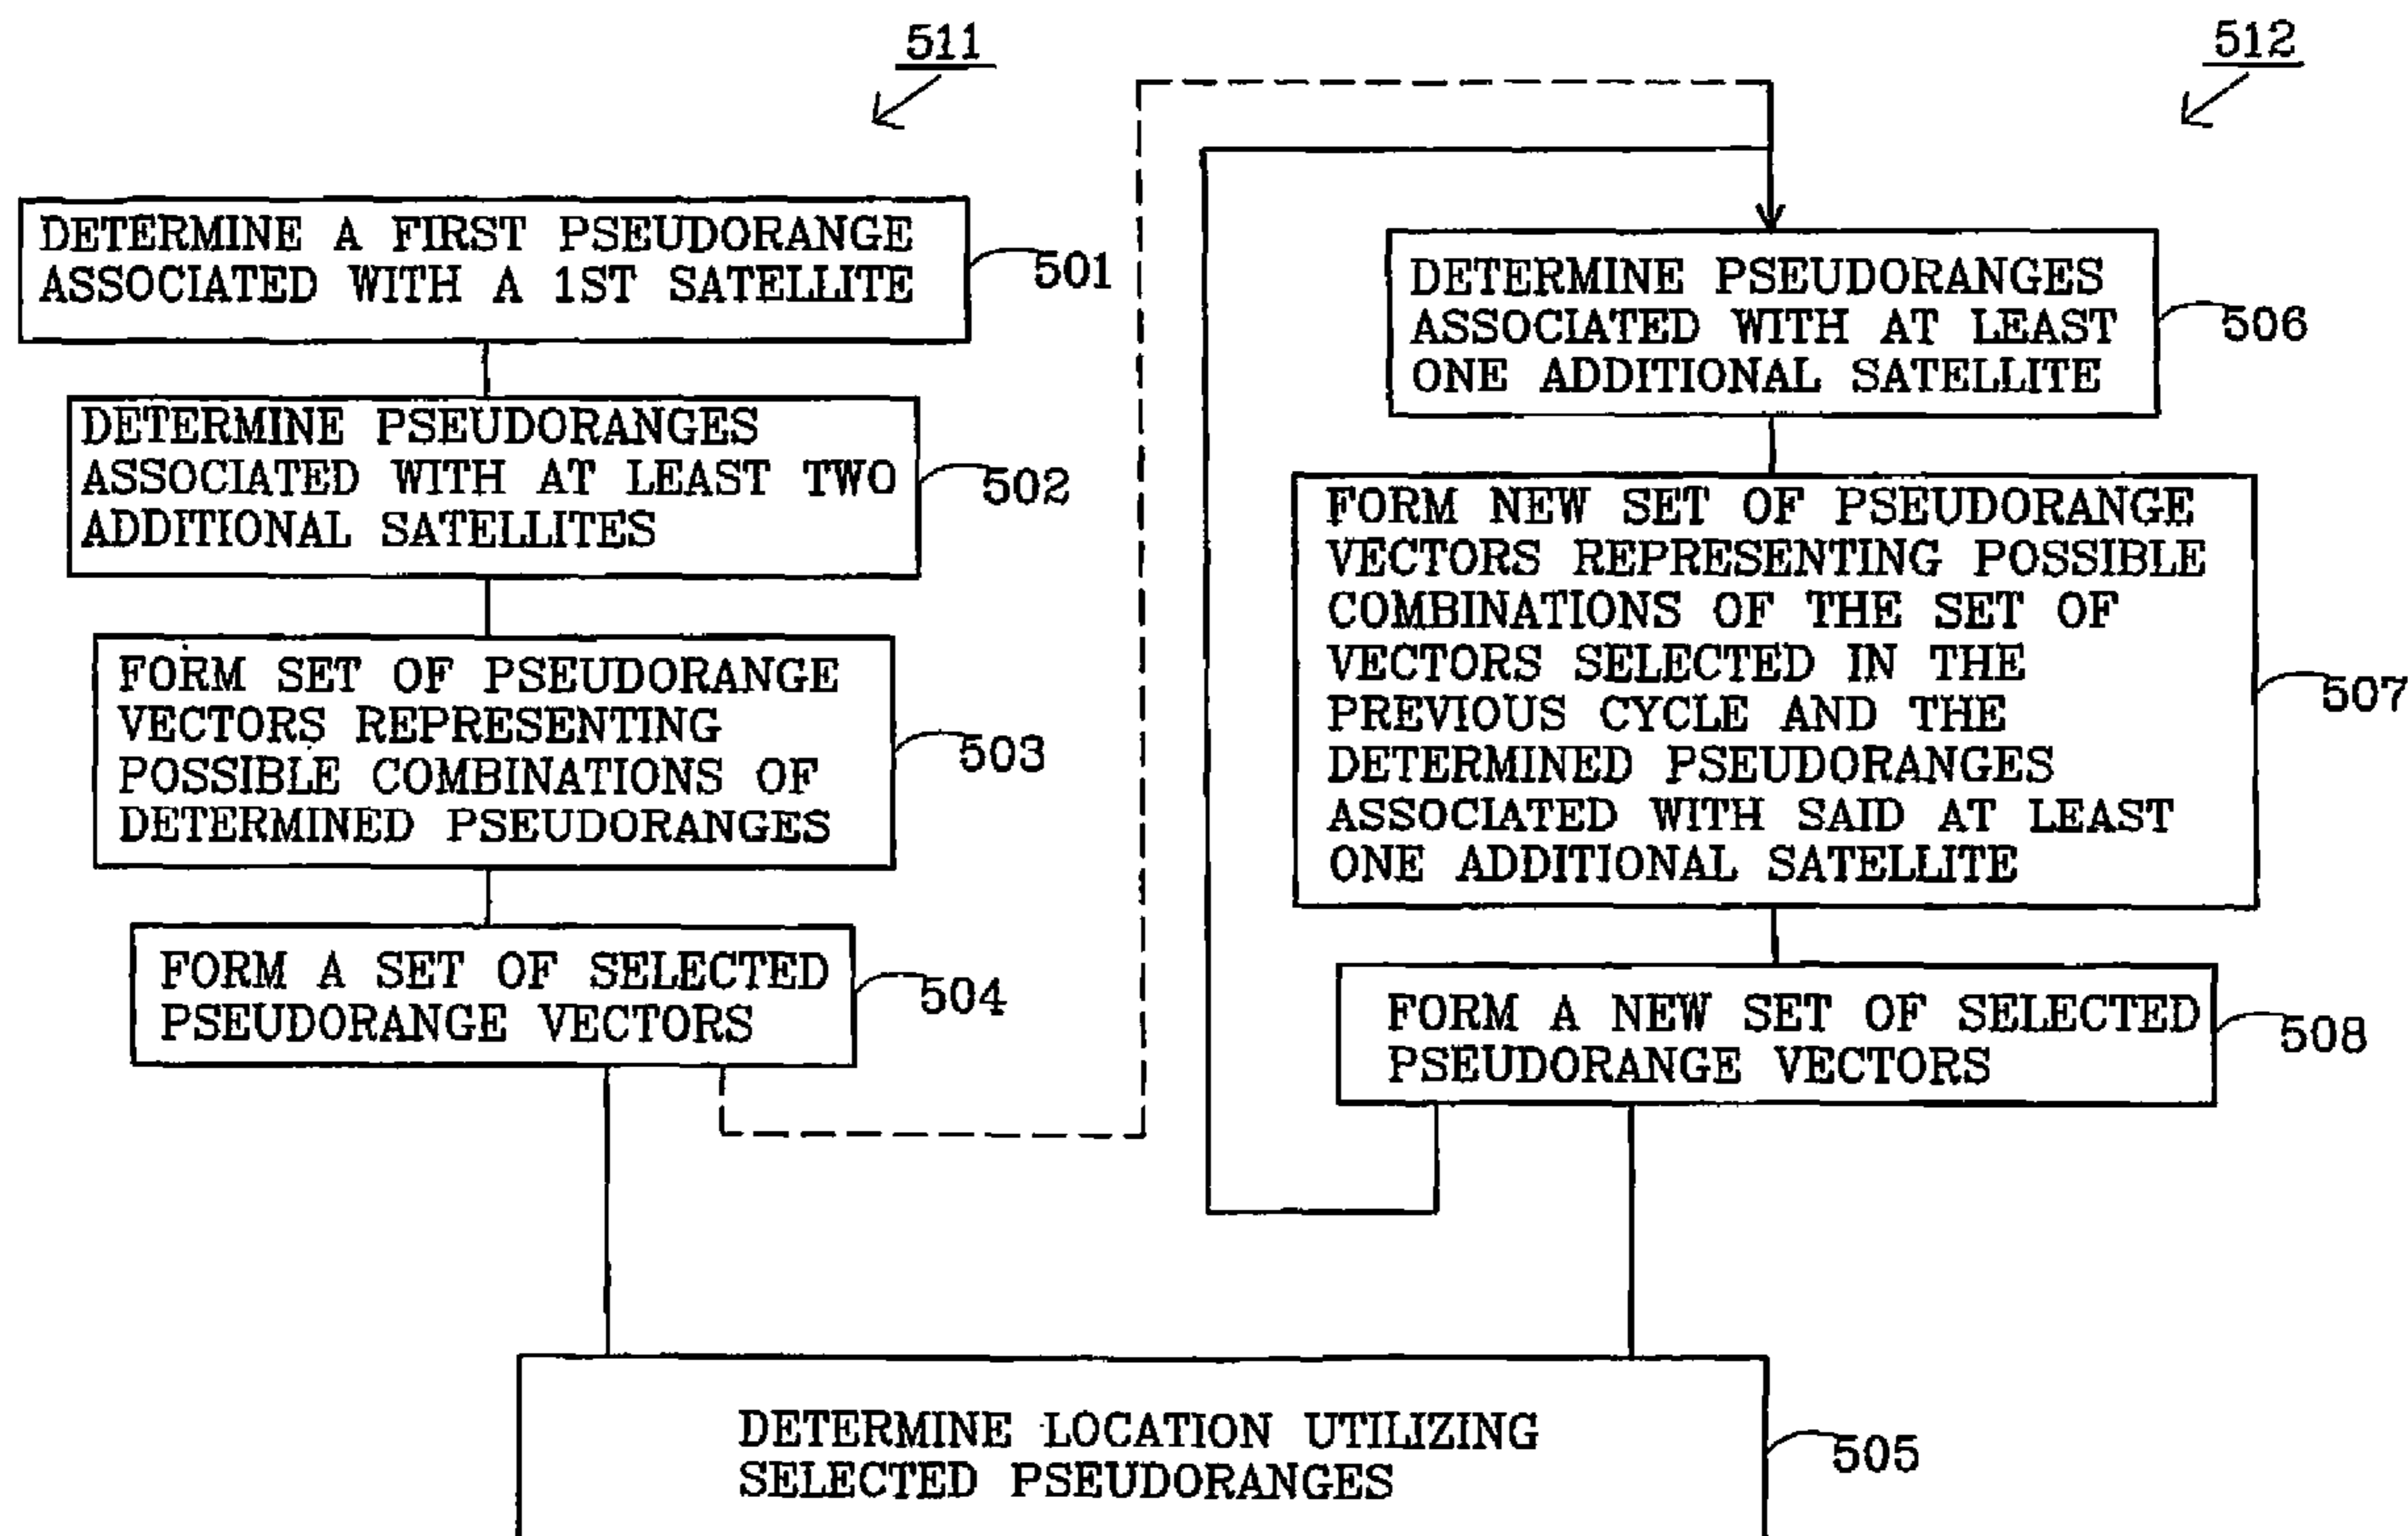 511
DETERMINE A FIRST PSEUDORANGE
ASSOCIATED WITH A 1ST SATELLITE
501
DETERMINE PSEUDORANGES
ASSOCIATED WITH AT LEAST TWO
ADDITIONAL SATELLITES
502
FORM SET OF PSEUDORANGE
VECTORS REPRESENTING
POSSIBLE COMBINATIONS OF
DETERMINED PSEUDORANGES
503
FORM A SET OF SELECTED
PSEUDORANGE VECTORS
504
512
DETERMINE PSEUDORANGES
ASSOCIATED WITH AT LEAST
ONE ADDITIONAL SATELLITE
506
FORM NEW SET OF PSEUDORANGE
VECTORS REPRESENTING POSSIBLE
COMBINATIONS OF THE SET OF
VECTORS SELECTED IN THE
PREVIOUS CYCLE AND THE
DETERMINED PSEUDORANGES
ASSOCIATED WITH SAID AT LEAST
ONE ADDITIONAL SATELLITE
507
FORM A NEW SET OF SELECTED
PSEUDORANGE VECTORS
508
DETERMINE LOCATION UTILIZING
SELECTED PSEUDORANGES
505